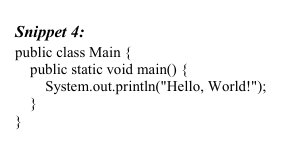 Snippet 4:
public class Main {
    public static void main() {
        System.out.println("Hello, World!");
    }
}